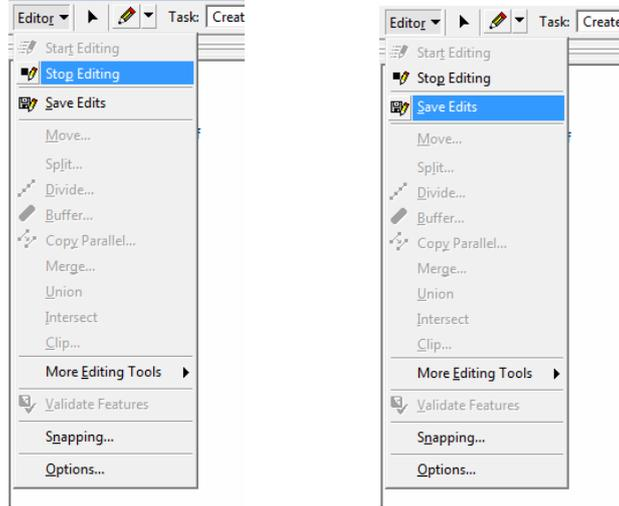 Editor Task: Create
Start Editing
Stop Editing
Save Edits
Move...
Split...
Divide...
Buffer...
Copy Parallel...
Merge...
Union
Intersect
Clip...
More Editing Tools
Validate Features
Snapping...
Options...
Editor Task: Create
Start Editing
Stop Editing
Save Edits
Move...
Split...
Divide...
Buffer...
Copy Parallel...
Merge...
Union
Intersect
Clip...
More Editing Tools
Validate Features
Snapping...
Options...